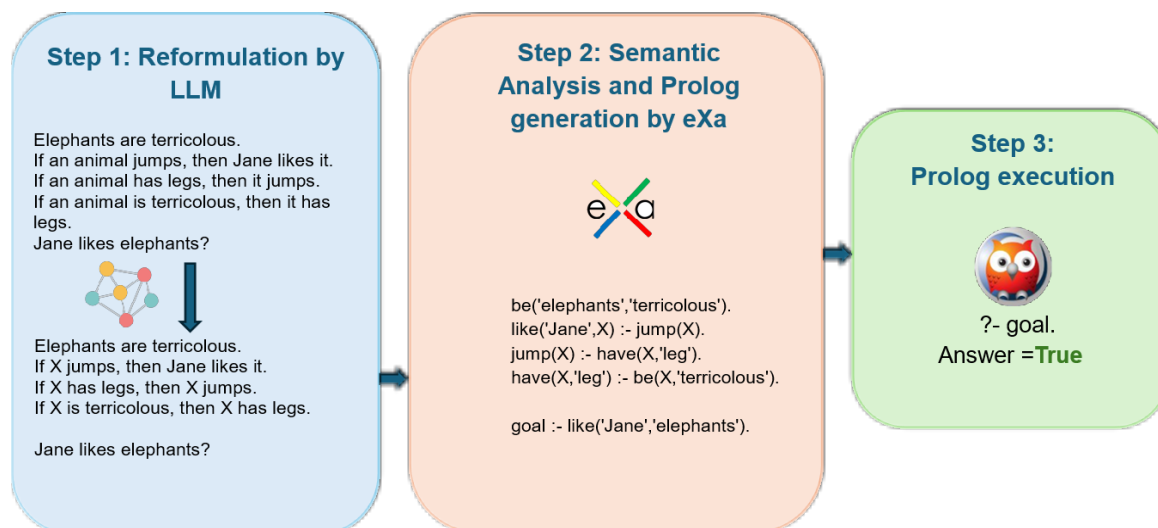 Step 1: Reformulation by
LLM
Elephants are terricolous.
If an animal jumps, then Jane likes it.
If an animal has legs, then it jumps.
If an animal is terricolous, then it has
legs.
Jane likes elephants?
Elephants are terricolous.
If X jumps, then Jane likes it.
If X has legs, then X jumps.
If X is terricolous, then X has legs.
Jane likes elephants?
Step 2: Semantic
Analysis and Prolog
generation by eXa
eXa
be('elephants','terricolous').
like('Jane',X) :- jump(X).
jump(X) :- have(X,'leg').
have(X,'leg') :- be(X,'terricolous').
goal :- like('Jane','elephants').
Step 3:
Prolog execution
?- goal.
Answer =True